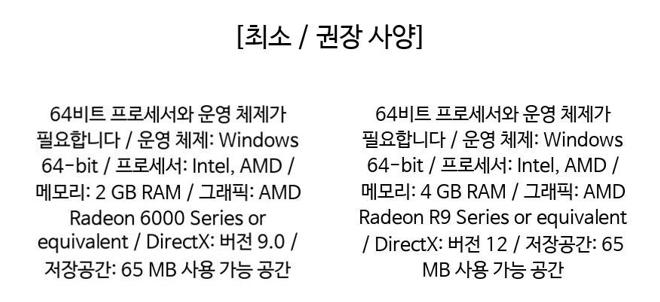 [최소 / 권장 사양]
64비트 프로세서와 운영 체제가
필요합니다 / 운영 체제: Windows
64-bit / 프로세서: Intel, AMD /
메모리: 2 GB RAM / 그래픽: AMD
Radeon 6000 Series or
equivalent / DirectX: 버전 9.0 /
저장공간: 65 MB 사용 가능 공간
64비트 프로세서와 운영 체제가
필요합니다 / 운영 체제: Windows
64-bit / 프로세서: Intel, AMD /
메모리: 4 GB RAM / 그래픽: AMD
Radeon R9 Series or equivalent
/ DirectX: 버전 12 / 저장공간: 65
MB 사용 가능 공간